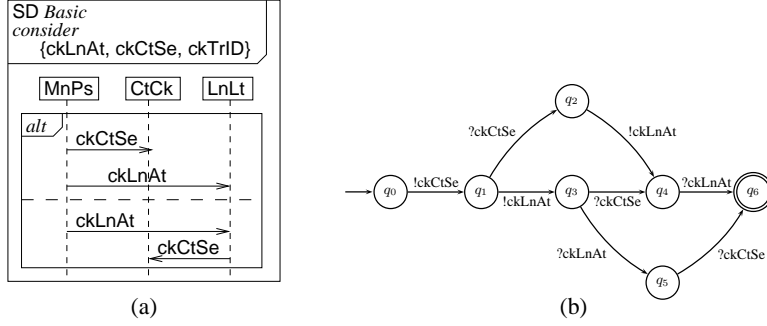 SD Basic
consider
{ckLnAt, ckCtSe, ckTrID}
MnPs CtCk LnLt
alt
ckCtSe
ckLnAt
ckLnAt
ckCtSe
(a)
q2
?ckCtSe !ckLnAt
q0 !ckCtSe q1 !ckLnAt q3 ?ckCtSe q4 ?ckLnAt q6
?ckLnAt ?ckCtSe
q5
(b)